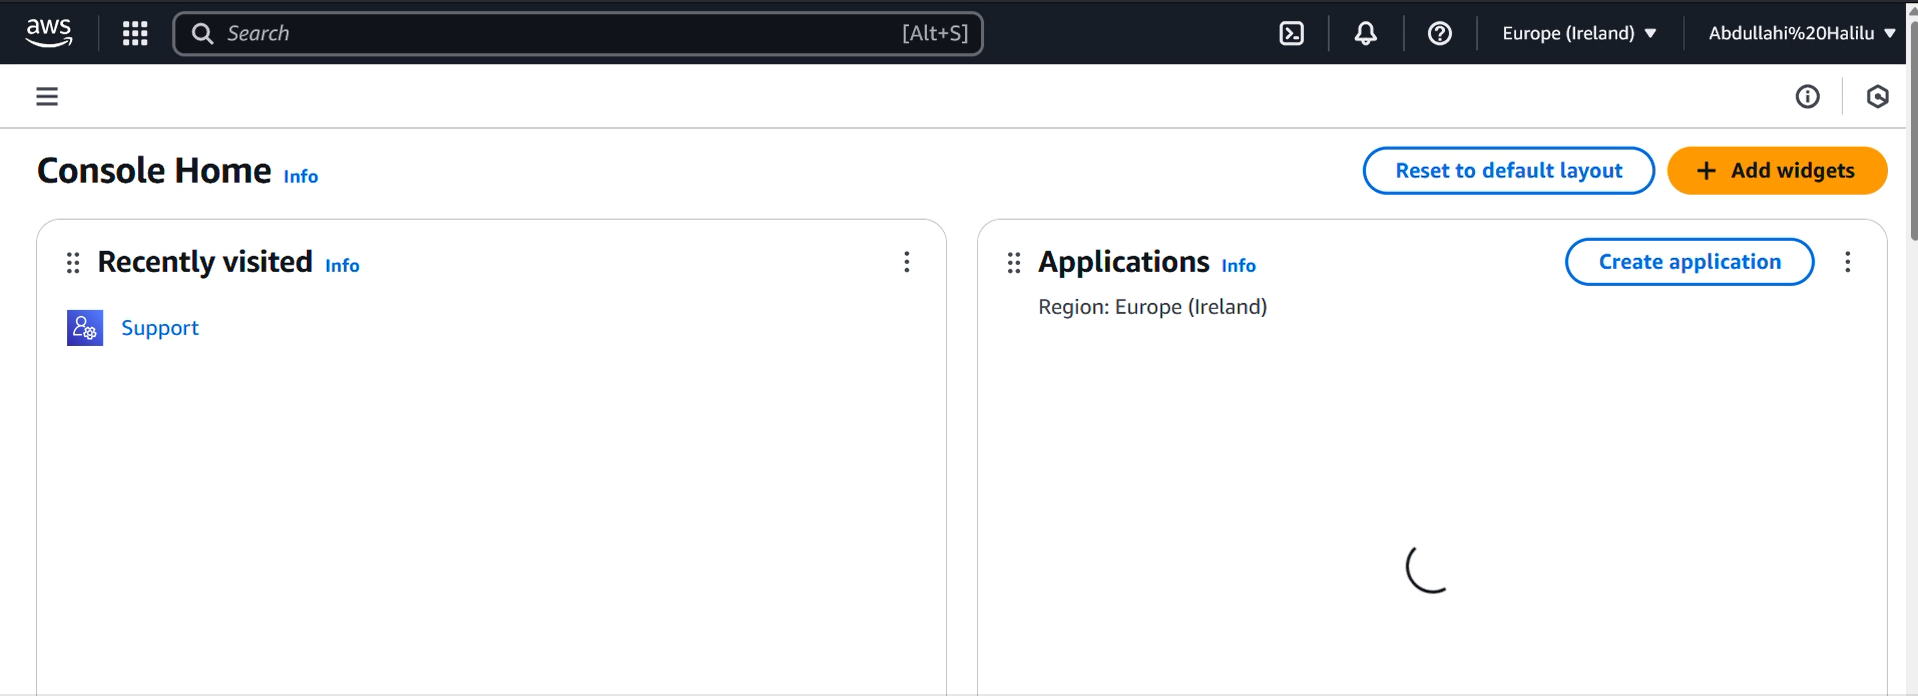 aws
Search [Alt+S]
Europe (Ireland)
Abdullahi%20Halilu
Console Home Info
Reset to default layout
+ Add widgets
Recently visited Info
Support
Applications Info
Create application
Region: Europe (Ireland)